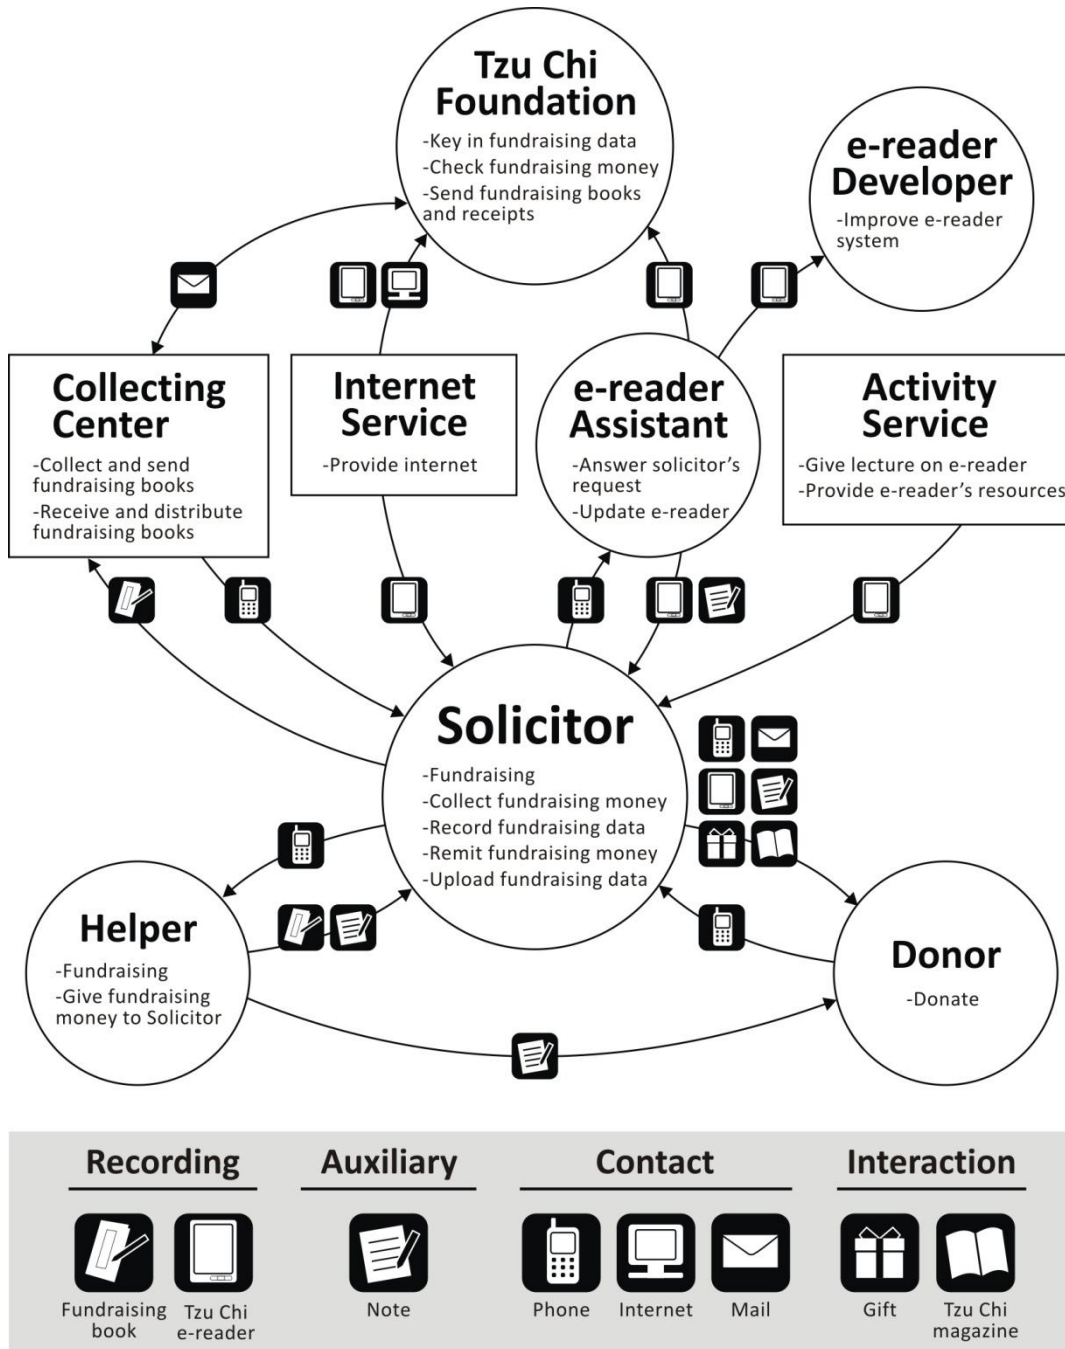 Tzu Chi
Foundation
-Key in fundraising data
-Check fundraising money
-Send fundraising books
and receipts
e-reader
Developer
-Improve e-reader
system
Collecting
Center
-Collect and send
fundraising books
-Receive and distribute
fundraising books
Internet
Service
-Provide internet
e-reader
Assistant
-Answer solicitor's
request
-Update e-reader
Activity
Service
-Give lecture on e-reader
-Provide e-reader's resources
Solicitor
-Fundraising
-Collect fundraising money
-Record fundraising data
-Remit fundraising money
-Upload fundraising data
Helper
-Fundraising
-Give fundraising
money to Solicitor
Donor
-Donate
Recording
Auxiliary
Contact
Interaction
Fundraising
book
Tzu Chi
e-reader
Note
Phone
Internet
Mail
Gift
Tzu Chi
magazine